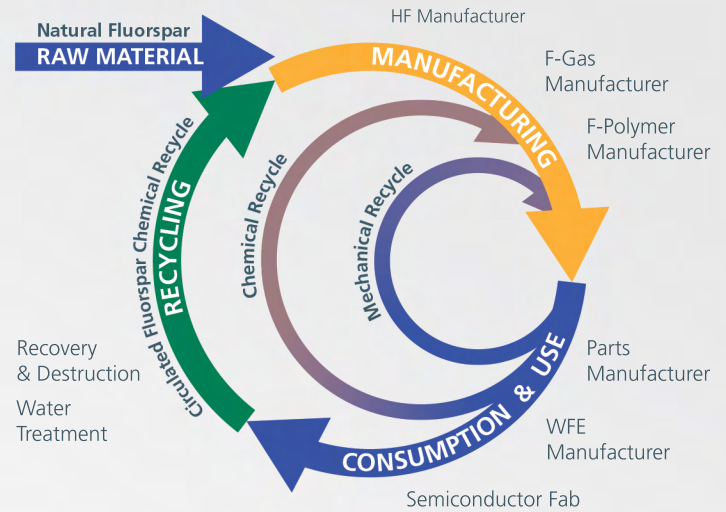 Natural Fluorspar
RAW MATERIAL
HF Manufacturer
MANUFACTURING
F-Gas
Manufacturer
F-Polymer
Manufacturer
Mechanical Recycle
Chemical Recycle
Circulated Fluorspar Chemical Recycle
RECYCLING
Recovery
& Destruction
Water
Treatment
Parts
Manufacturer
CONSUMPTION & USE
WFE
Manufacturer
Semiconductor Fab